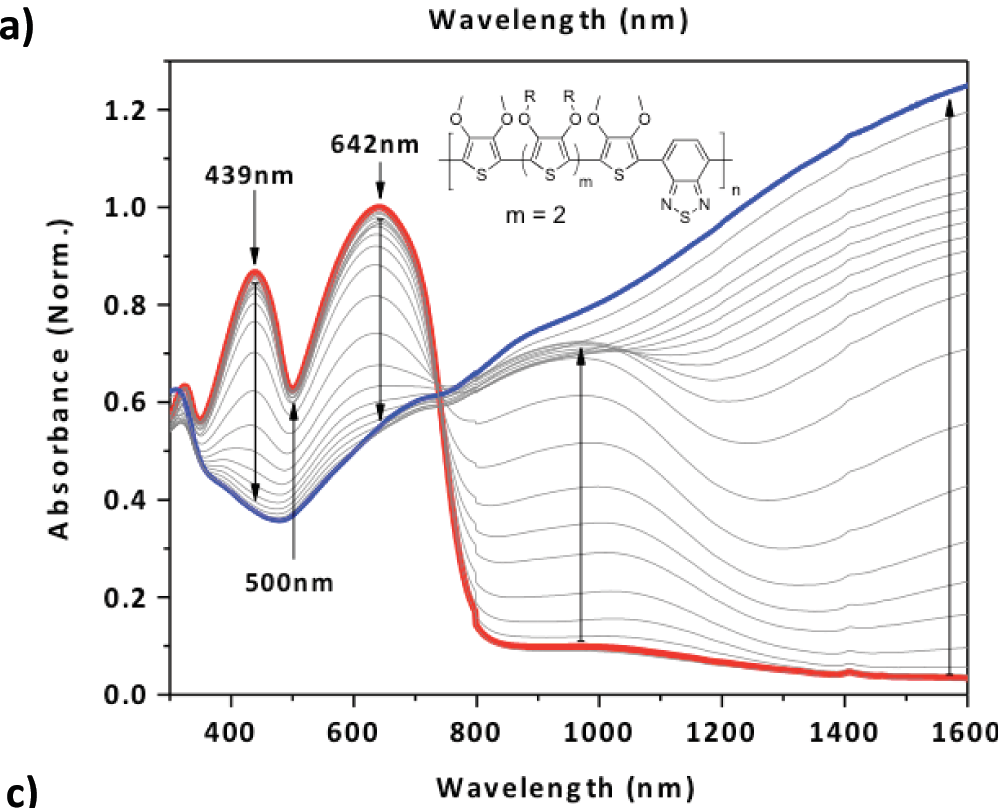 a)
Wavelength (nm)
Absorbance (Norm.)
1.2
1.0
0.8
0.6
0.4
0.2
0.0
439nm
642nm
500nm
O O O R O R O O
S S m S N S N n
m = 2
400 600 800 1000 1200 1400 1600
Wavelength (nm)
c)